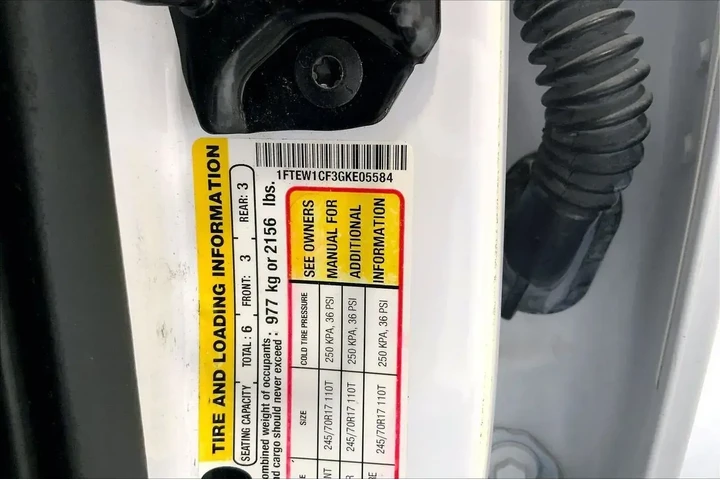 1FTEW1CF3GKE05584
TIRE AND LOADING INFORMATION
SEATING CAPACITY TOTAL: 6 FRONT: 3 REAR: 3
ombined weight of occupants
nd cargo should never exceed: 977 kg or 2156 lbs.
SIZE COLD TIRE PRESSURE SEE OWNERS
245/70R17 110T 250 KPA, 36 PSI MANUAL FOR
245/70R17 110T 250 KPA, 36 PSI ADDITIONAL
245/70R17 110T 250 KPA, 36 PSI INFORMATION